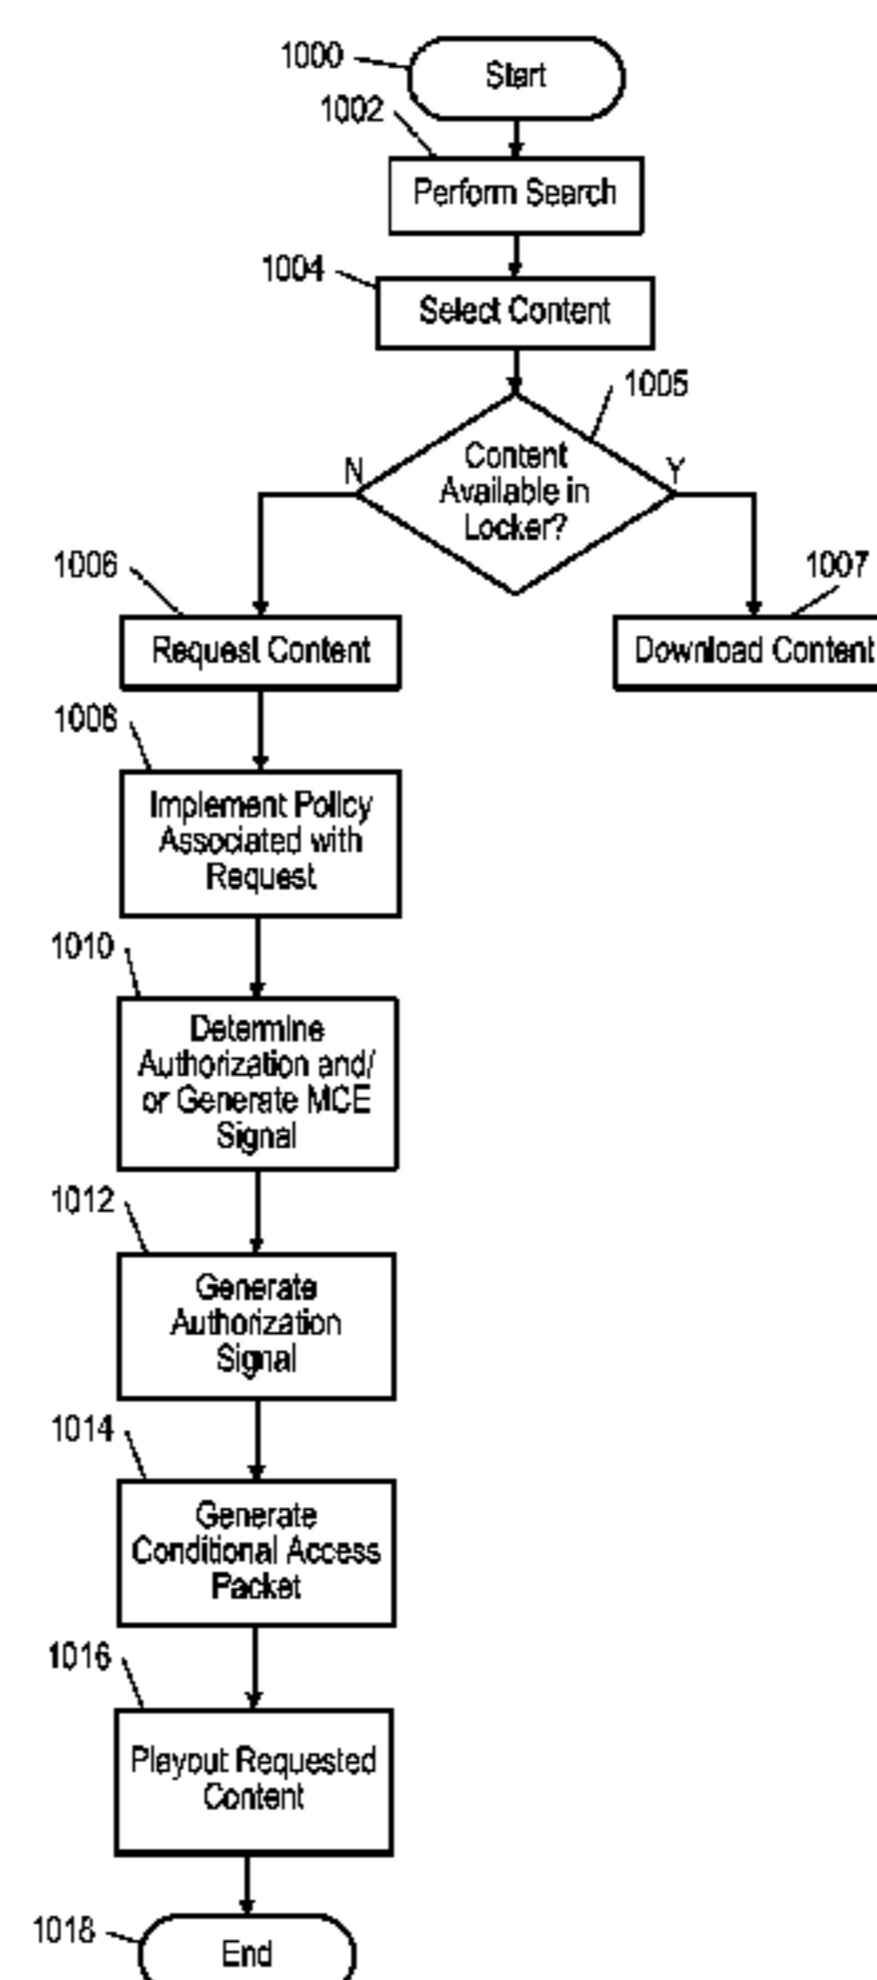 1000
Start
1002
Perform Search
1004
Select Content
1005
Content
Available in
Locker?
N
Y
1006
Request Content
1007
Download Content
1008
Implement Policy
Associated with
Request
1010
Determine
Authorization and/
or Generate MCE
Signal
1012
Generate
Authorization
Signal
1014
Generate
Conditional Access
Packet
1016
Playout Requested
Content
1018
End